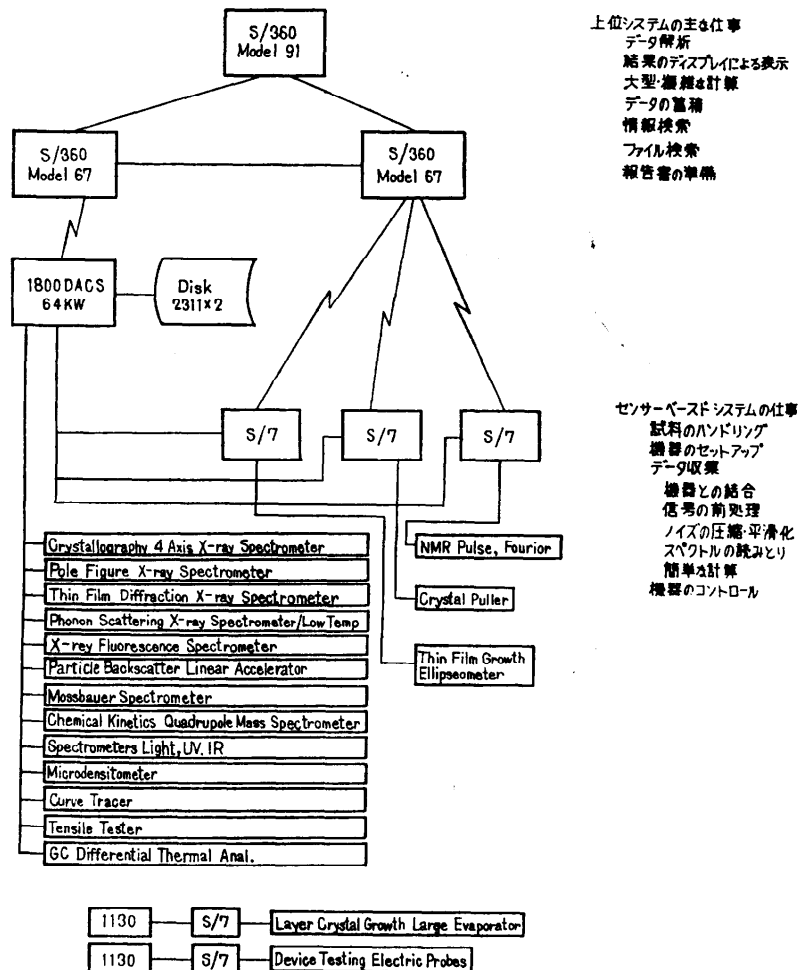 S/360
Model 91
S/360
Model 67
S/360
Model 67
1800 DACS
64KW
Disk
2311×2
S/7
S/7
S/7
Crystallography 4 Axis X-ray Spectrometer
Pole Figure X-ray Spectrometer
Thin Film Diffraction X-ray Spectrometer
Phonon Scattering X-ray Spectrometer/Low Temp
X-rey Fluorescence Spectrometer
Particle Backscatter Linear Accelerator
Mossbauer Spectrometer
Chemical Kinetics Quadrupole Mass Spectrometer
Spectrometers Light, UV. IR
Microdensitometer
Curve Tracer
Tensile Tester
GC Differential Thermal Anal.
NMR Pulse, Fourior
Crystal Puller
Thin Film Growth
Ellipseometer
1130
S/7
Layer Crystal Growth Large Evaporator
1130
S/7
Device Testing Electric Probes
上位システムの主な仕事
データ解析
結果のディスプレイによる表示
大型・複雑な計算
データの蓄積
情報検索
ファイル検索
報告書の準備
センサーベースドシステムの仕事
試料のハンドリング
機器のセットアップ
データ収集
機器との結合
信号の前処理
ノイズの圧縮・平滑化
スペクトルの読みとり
簡単な計算
機器のコントロール